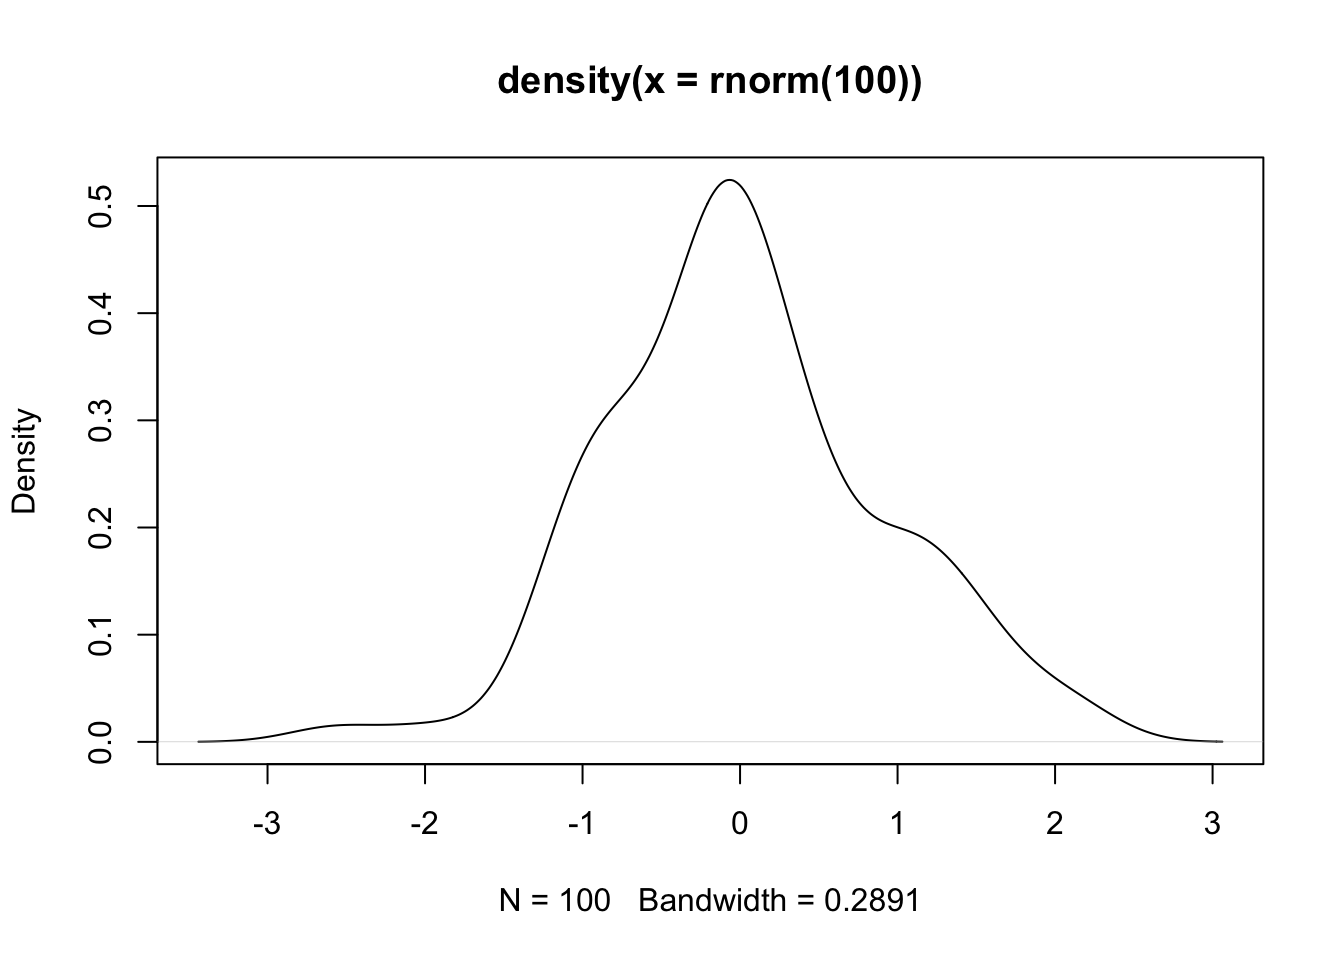 density(x = rnorm(100))
Density
0.5
0.4
0.3
0.2
0.1
0.0
-3 -2 -1 0 1 2 3
N = 100 Bandwidth = 0.2891